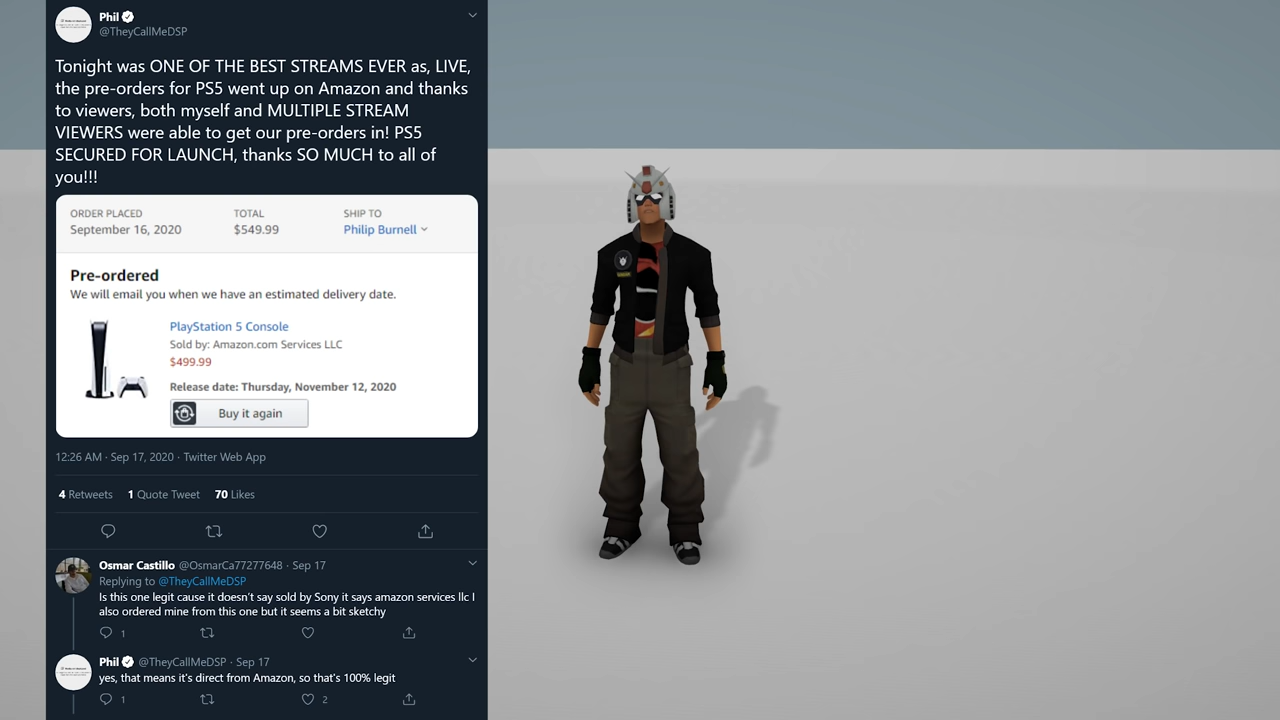 Phil
@TheyCallMeDSP
Tonight was ONE OF THE BEST STREAMS EVER as, LIVE,
the pre-orders for PS5 went up on Amazon and thanks
to viewers, both myself and MULTIPLE STREAM
VIEWERS were able to get our pre-orders in! PS5
SECURED FOR LAUNCH, thanks SO MUCH to all of
you!!!
ORDER PLACED TOTAL SHIP TO
September 16, 2020 $549.99 Philip Burnell
Pre-ordered
We will email you when we have an estimated delivery date.
PlayStation 5 Console
Sold by: Amazon.com Services LLC
$499.99
Release date: Thursday, November 12, 2020
Buy it again
12:26 AM · Sep 17, 2020 · Twitter Web App
4 Retweets 1 Quote Tweet 70 Likes
Osmar Castillo @OsmarCa77277648 · Sep 17
Replying to @TheyCallMeDSP
Is this one legit cause it doesn't say sold by Sony it says amazon services llc I
also ordered mine from this one but it seems a bit sketchy
1
Phil @TheyCallMeDSP · Sep 17
yes, that means it's direct from Amazon, so that's 100% legit
1 2